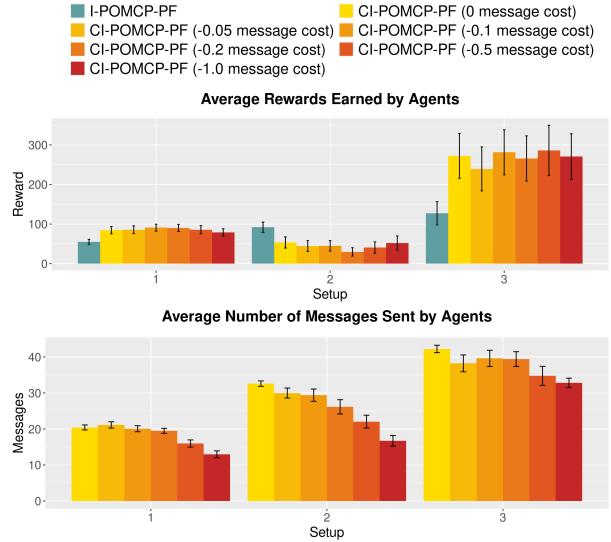 I-POMCP-PF
CI-POMCP-PF (0 message cost)
CI-POMCP-PF (-0.05 message cost)
CI-POMCP-PF (-0.1 message cost)
CI-POMCP-PF (-0.2 message cost)
CI-POMCP-PF (-0.5 message cost)
CI-POMCP-PF (-1.0 message cost)
Average Rewards Earned by Agents
Reward
300
200
100
0
1
2
3
Setup
Average Number of Messages Sent by Agents
Messages
40
30
20
10
0
1
2
3
Setup